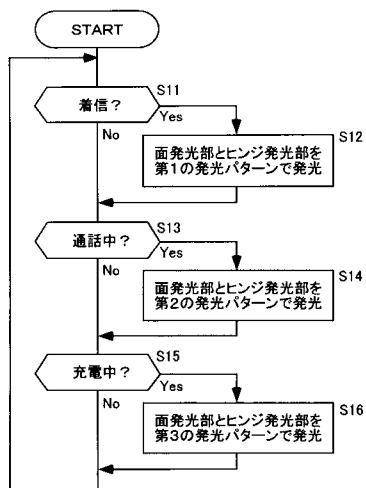 START
着信？
S11
Yes
No
S12
面発光部とヒンジ発光部を
第1の発光パターンで発光
通話中？
S13
Yes
No
S14
面発光部とヒンジ発光部を
第2の発光パターンで発光
充電中？
S15
Yes
No
S16
面発光部とヒンジ発光部を
第3の発光パターンで発光